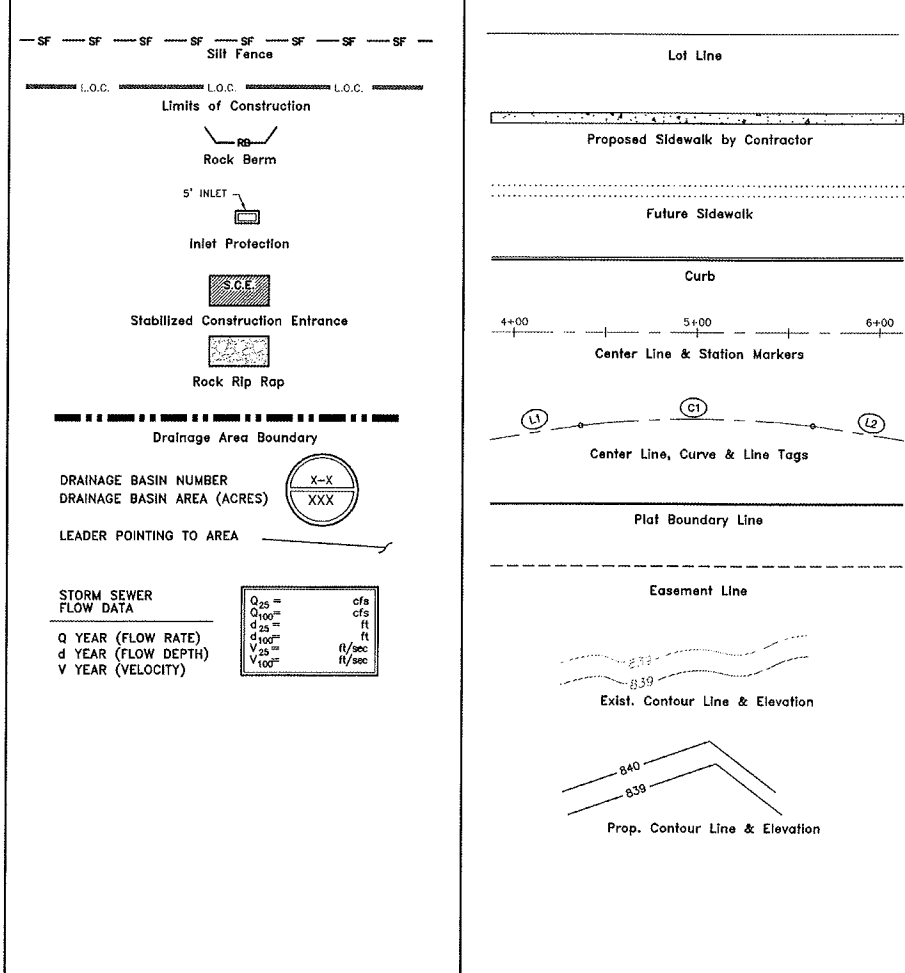 SF SF SF SF SF SF SF SF
Silt Fence
L.O.C. L.O.C. L.O.C.
Limits of Construction
RB
Rock Berm
5' INLET
Inlet Protection
S.C.E.
Stabilized Construction Entrance
Rock Rip Rap
Drainage Area Boundary
DRAINAGE BASIN NUMBER X-X
DRAINAGE BASIN AREA (ACRES) XXX
LEADER POINTING TO AREA
STORM SEWER
FLOW DATA
Q YEAR (FLOW RATE)
d YEAR (FLOW DEPTH)
V YEAR (VELOCITY)
Q25= cfs
Q100= cfs
d25= ft
d100= ft
V25= ft/sec
V100= ft/sec
Lot Line
Proposed Sidewalk by Contractor
Future Sidewalk
Curb
4+00 5+00 6+00
Center Line & Station Markers
L1 C1 L2
Center Line, Curve & Line Tags
Plat Boundary Line
Easement Line
839
839
Exist. Contour Line & Elevation
840
839
Prop. Contour Line & Elevation